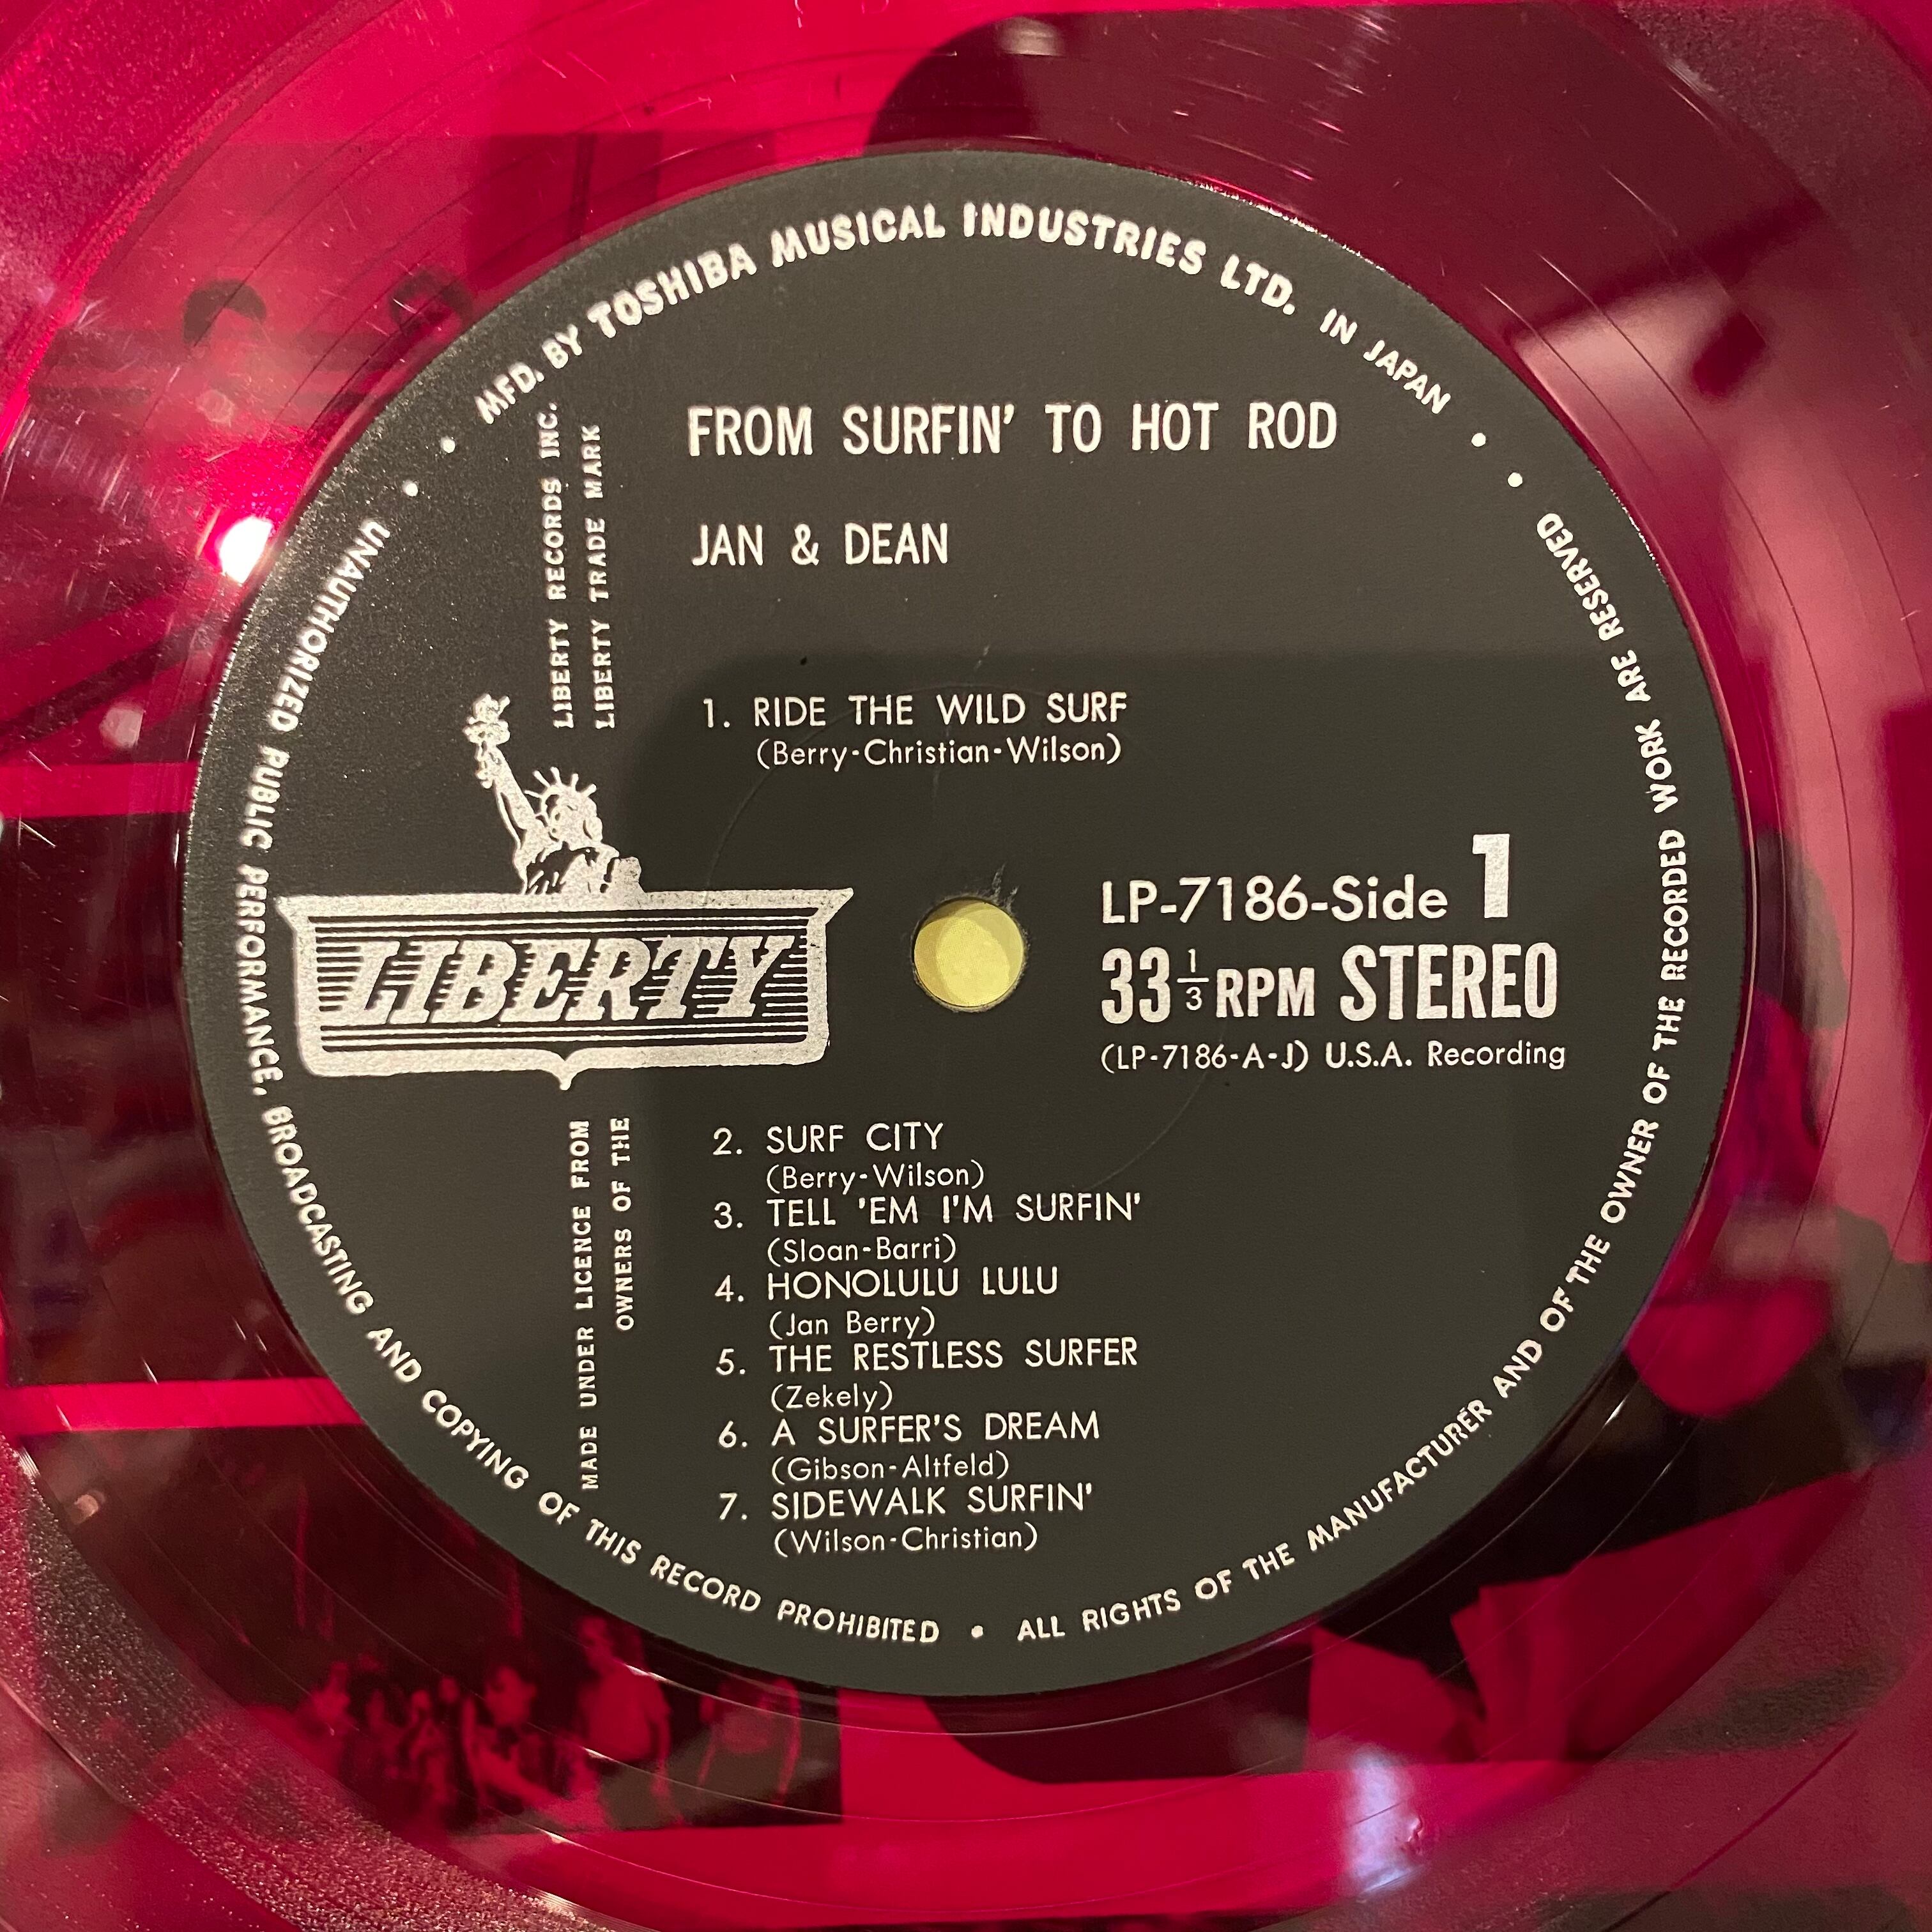 MFD. BY TOSHIBA MUSICAL INDUSTRIES LTD. IN JAPAN
FROM SURFIN' TO HOT ROD
JAN & DEAN
LIBERTY RECORDS INC.
LIBERTY TRADE MARK
1. RIDE THE WILD SURF
(Berry-Christian-Wilson)
LIBERTY
LP-7186-Side 1
33 1/3 RPM STEREO
(LP-7186-A-J) U.S.A. Recording
MADE UNDER LICENCE FROM
OWNERS OF THE
2. SURF CITY
(Berry-Wilson)
3. TELL 'EM I'M SURFIN'
(Sloan-Barri)
4. HONOLULU LULU
(Jan Berry)
5. THE RESTLESS SURFER
(Zekely)
6. A SURFER'S DREAM
(Gibson-Altfeld)
7. SIDEWALK SURFIN'
(Wilson-Christian)
UNAUTHORIZED PUBLIC PERFORMANCE, BROADCASTING AND COPYING OF THIS RECORD PROHIBITED • ALL RIGHTS OF THE MANUFACTURER AND OF THE OWNER OF THE RECORDED WORK ARE RESERVED